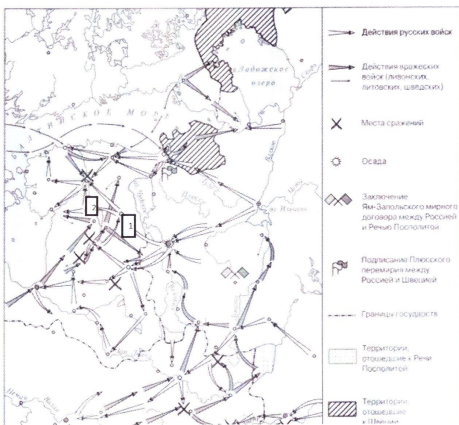 Ладожское
озеро
МОРЕ
2
1
Действия русских войск
Действия вражеских
войск (ливонских,
литовских, шведских)
Места сражений
Осада
Заключение
Ям-Запольского мирного
договора между Россией
и Речью Посполитой
Подписание Плюсского
перемирия между
Россией и Швецией
Границы государств
Территории,
отошедшие к Речи
Посполитой
Территории,
отошедшие
к Швеции